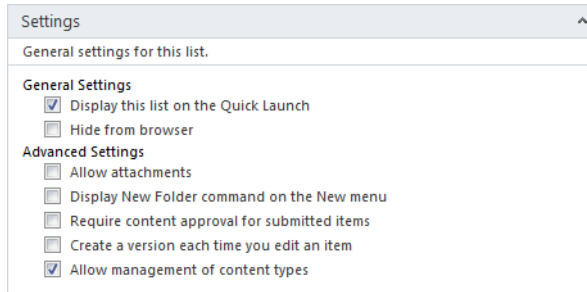 Settings
General settings for this list.
General Settings
Display this list on the Quick Launch
Hide from browser
Advanced Settings
Allow attachments
Display New Folder command on the New menu
Require content approval for submitted items
Create a version each time you edit an item
Allow management of content types